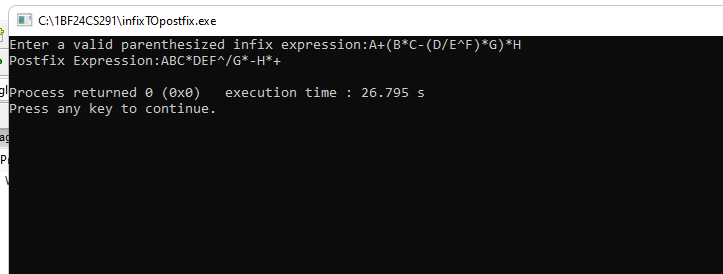 C:\1BF24CS291\infixTOpostfix.exe
Enter a valid parenthesized infix expression:A+(B*C-(D/E^F)*G)*H
Postfix Expression:ABC*DEF^/G*-H*+
Process returned 0 (0x0)   execution time : 26.795 s
Press any key to continue.